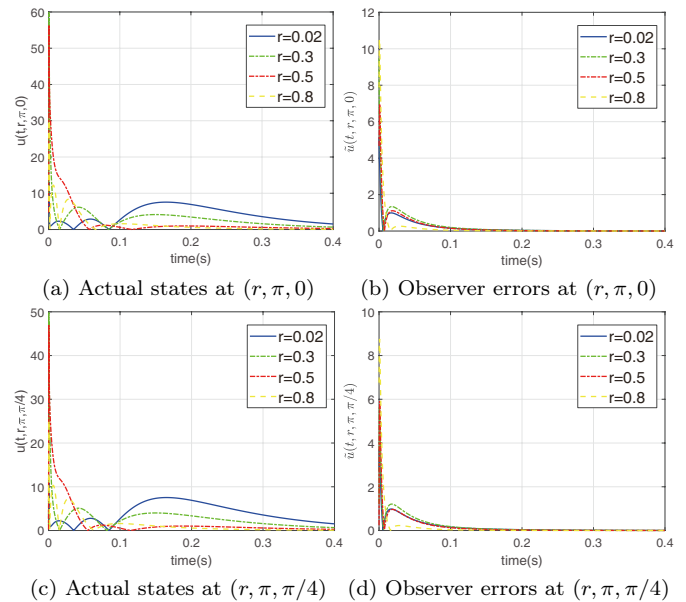 60
50
40
30
20
10
0
u(t,r,π,0)
r=0.02
r=0.3
r=0.5
r=0.8
0 0.1 0.2 0.3 0.4
time(s)
(a) Actual states at (r, π, 0)
12
10
8
6
4
2
0
ũ(t, r, π, 0)
r=0.02
r=0.3
r=0.5
r=0.8
0 0.1 0.2 0.3 0.4
time(s)
(b) Observer errors at (r, π, 0)
50
40
30
20
10
0
u(t,r,π,π/4)
r=0.02
r=0.3
r=0.5
r=0.8
0 0.1 0.2 0.3 0.4
time(s)
(c) Actual states at (r, π, π/4)
10
8
6
4
2
0
ũ(t, r, π, π/4)
r=0.02
r=0.3
r=0.5
r=0.8
0 0.1 0.2 0.3 0.4
time(s)
(d) Observer errors at (r, π, π/4)